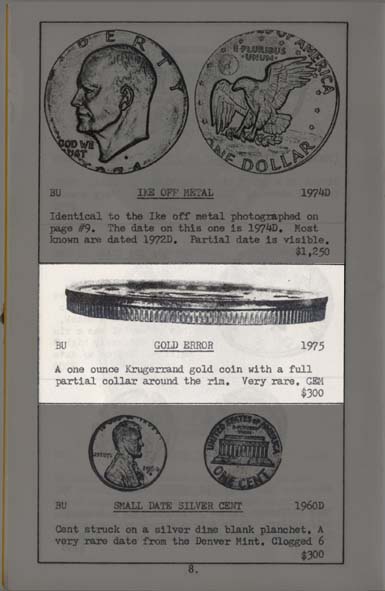 LIBERTY
GOD WE
TRUST
1974
OF AMERICA
E PLURIBUS
UNUM
ONE DOLLAR
BU IKE OFF METAL 1974D
Identical to the Ike off metal photographed on
page #9. The date on this one is 1974D. Most
known are dated 1972D. Partial date is visible.
$1,250
BU GOLD ERROR 1975
A one ounce Krugerrand gold coin with a full
partial collar around the rim. Very rare. GEM
$300
UNITED STATES OF
ONE CENT
BU SMALL DATE SILVER CENT 1960D
Cent struck on a silver dime blank planchet. A
very rare date from the Denver Mint. Clogged 6
$300
8.